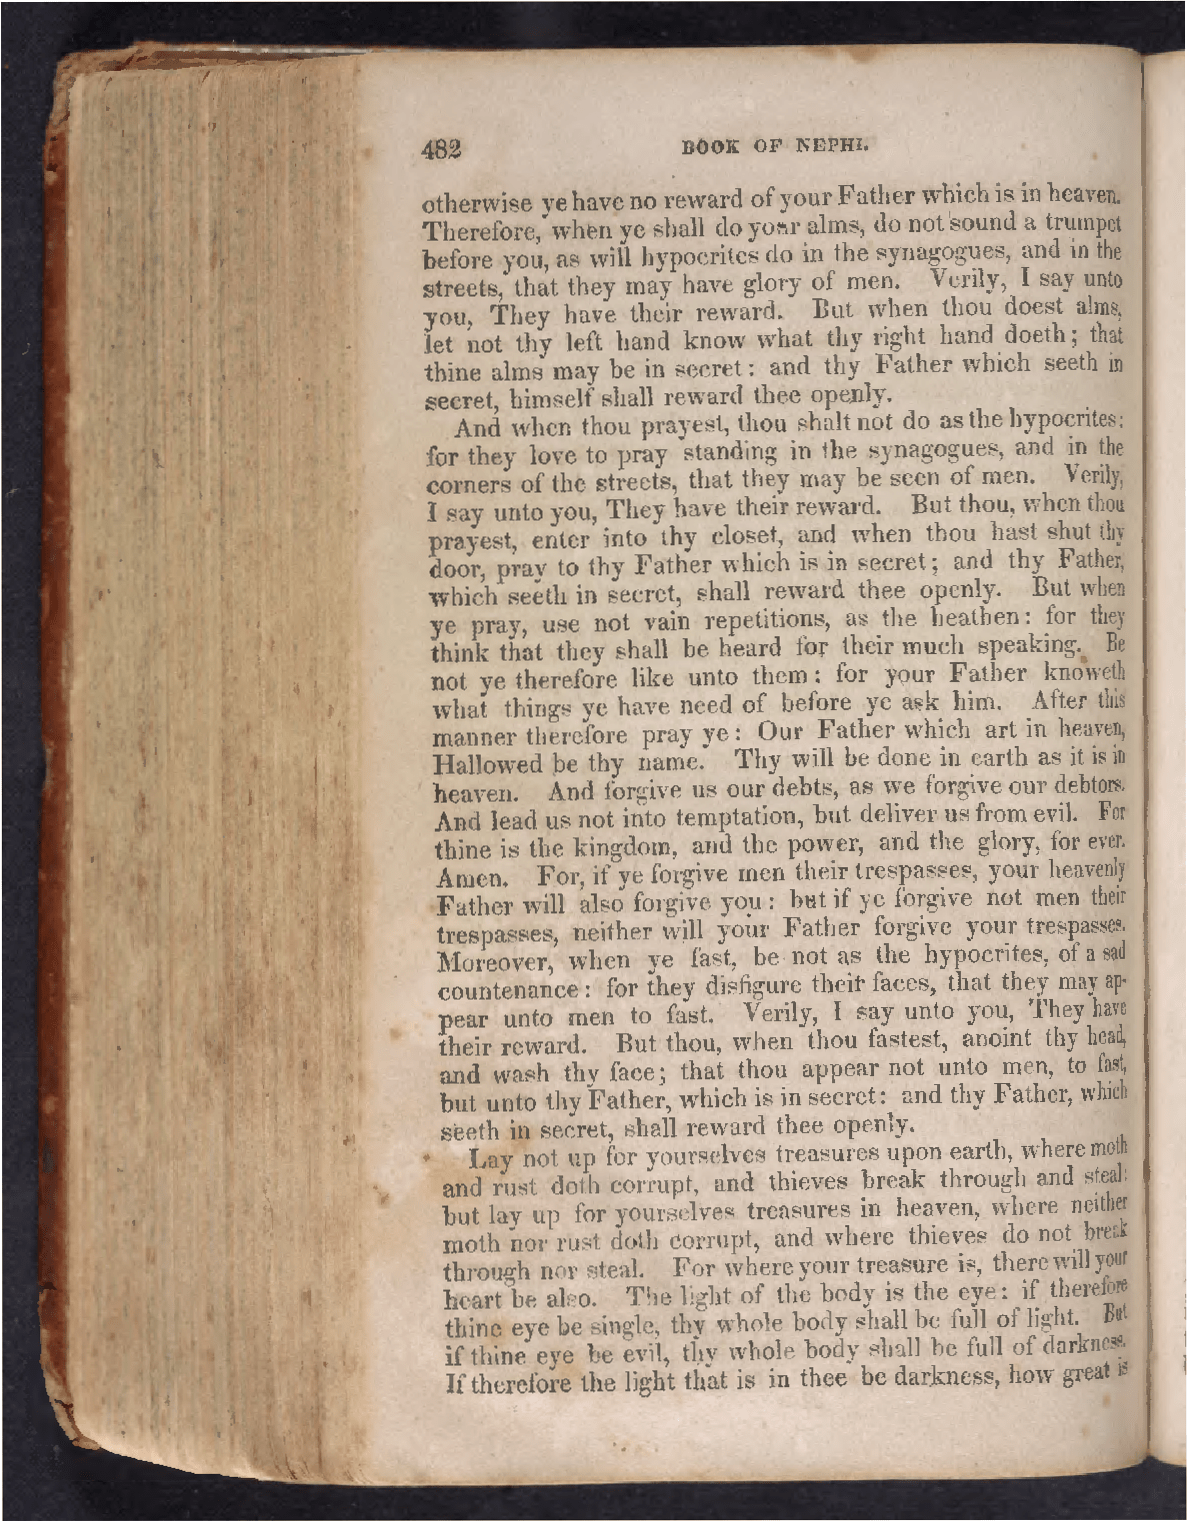 482 BOOK OF NEPHI.
otherwise ye have no reward of your Father which is in heaven.
Therefore, when ye shall do your alms, do not sound a trumpet
before you, as will hypocrites do in the synagogues, and in the
streets, that they may have glory of men. Verily, I say unto
you, They have their reward. But when thou doest alms,
let not thy left hand know what thy right hand doeth; that
thine alms may be in secret: and thy Father which seeth in
secret, himself shall reward thee openly.
And when thou prayest, thou shalt not do as the hypocrites:
for they love to pray standing in the synagogues, and in the
corners of the streets, that they may be seen of men. Verily,
I say unto you, They have their reward. But thou, when thou
prayest, enter into thy closet, and when thou hast shut thy
door, pray to thy Father which is in secret; and thy Father,
which seeth in secret, shall reward thee openly. But when
ye pray, use not vain repetitions, as the heathen: for they
think that they shall be heard for their much speaking. Be
not ye therefore like unto them: for your Father knoweth
what things ye have need of before ye ask him. After this
manner therefore pray ye: Our Father which art in heaven,
Hallowed be thy name. Thy will be done in earth as it is in
heaven. And forgive us our debts, as we forgive our debtors.
And lead us not into temptation, but deliver us from evil. For
thine is the kingdom, and the power, and the glory, for ever.
Amen. For, if ye forgive men their trespasses, your heavenly
Father will also forgive you: but if ye forgive not men their
trespasses, neither will your Father forgive your trespasses.
Moreover, when ye fast, be not as the hypocrites, of a sad
countenance: for they disfigure their faces, that they may ap-
pear unto men to fast. Verily, I say unto you, They have
their reward. But thou, when thou fastest, anoint thy head,
and wash thy face; that thou appear not unto men, to fast,
but unto thy Father, which is in secret: and thy Father, which
seeth in secret, shall reward thee openly.
Lay not up for yourselves treasures upon earth, where moth
and rust doth corrupt, and thieves break through and steal:
but lay up for yourselves treasures in heaven, where neither
moth nor rust doth corrupt, and where thieves do not break
through nor steal. For where your treasure is, there will your
heart be also. The light of the body is the eye: if therefore
thine eye be single, thy whole body shall be full of light. But
if thine eye be evil, thy whole body shall be full of darkness.
If therefore the light that is in thee be darkness, how great is